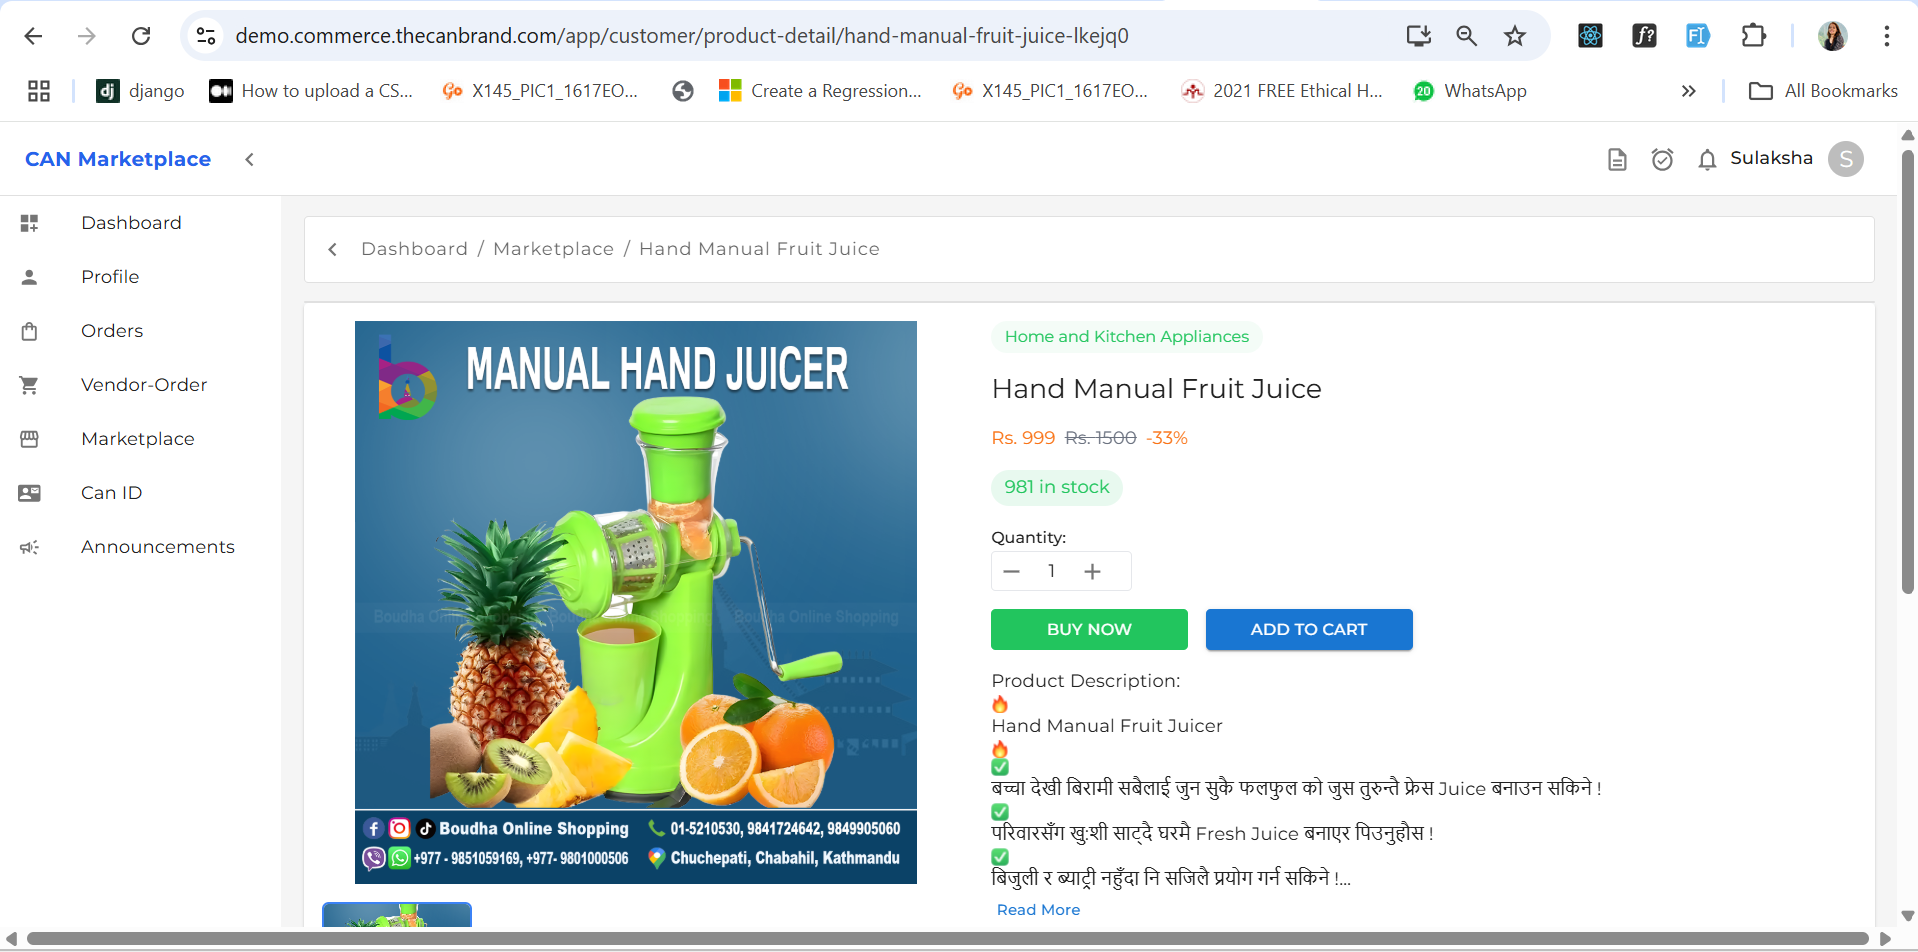 demo.commerce.thecanbrand.com/app/customer/product-detail/hand-manual-fruit-juice-lkejq0
django
How to upload a CS...
X145_PIC1_1617EO...
Create a Regression...
X145_PIC1_1617EO...
2021 FREE Ethical H...
20
WhatsApp
All Bookmarks
CAN Marketplace
Sulaksha
S
Dashboard
Profile
Orders
Vendor-Order
Marketplace
Can ID
Announcements
Dashboard / Marketplace / Hand Manual Fruit Juice
MANUAL HAND JUICER
Boudha Online Shopping
Boudha Online Shopping
📞 01-5210530, 9841724642, 9849905060
+977 - 9851059169, +977- 9801000506
Chuchepati, Chabahil, Kathmandu
Home and Kitchen Appliances
Hand Manual Fruit Juice
Rs. 999 Rs. 1500 -33%
981 in stock
Quantity:
— 1 +
BUY NOW
ADD TO CART
Product Description:
🔥
Hand Manual Fruit Juicer
🔥
✅
बच्चा देखी बिरामी सबैलाई जुन सुकै फलफुल को जुस तुरुन्तै फ्रेस Juice बनाउन सकिने !
✅
परिवारसँग खु:शी साट्दै घरमै Fresh Juice बनाएर पिउनुहौस !
✅
बिजुली र ब्याट्री नहुँदा नि सजिलै प्रयोग गर्न सकिने !...
Read More